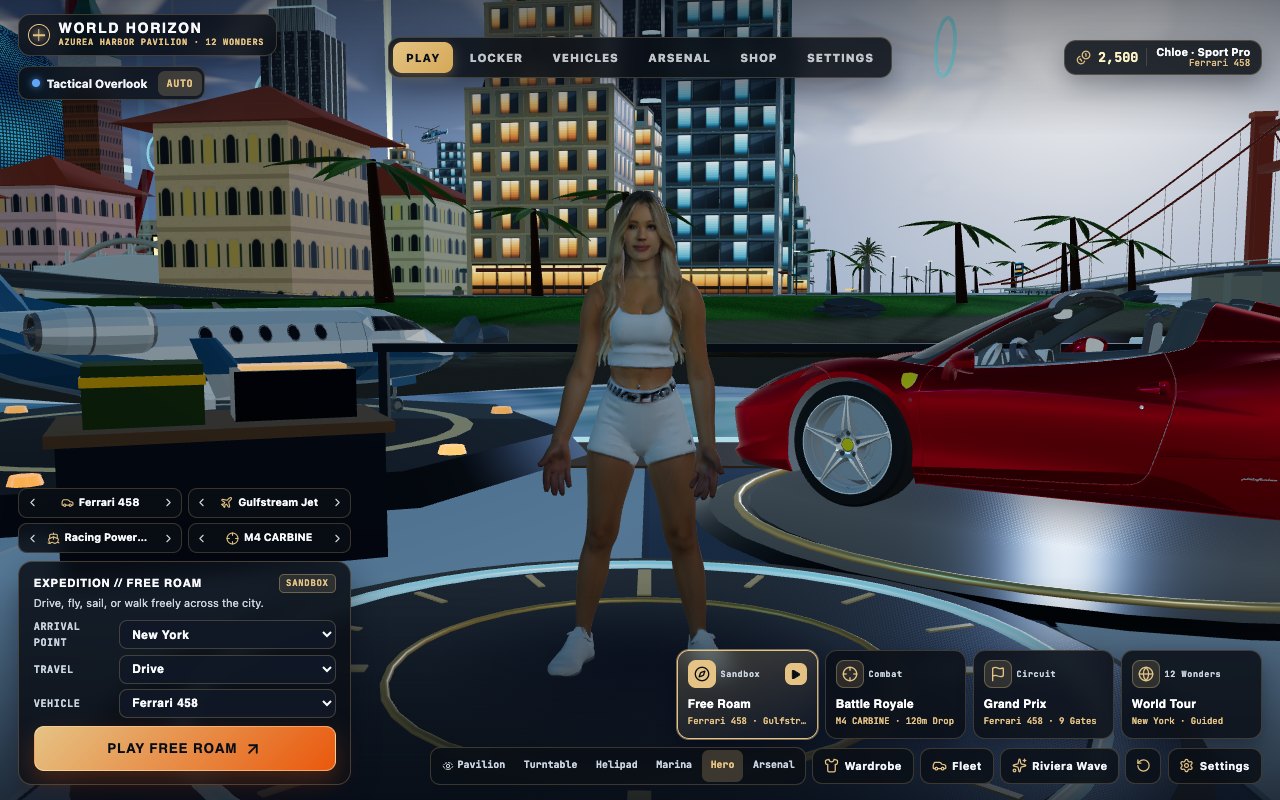 WORLD HORIZON
AZUREA HARBOR PAVILION · 12 WONDERS
Tactical Overlook AUTO
PLAY LOCKER VEHICLES ARSENAL SHOP SETTINGS
2,500
Chloe · Sport Pro
Ferrari 458
Ferrari 458
Gulfstream Jet
Racing Power...
M4 CARBINE
EXPEDITION // FREE ROAM SANDBOX
Drive, fly, sail, or walk freely across the city.
ARRIVAL POINT New York
TRAVEL Drive
VEHICLE Ferrari 458
PLAY FREE ROAM
Sandbox
Free Roam
Ferrari 458 · Gulfstr…
Combat
Battle Royale
M4 CARBINE · 120m Drop
Circuit
Grand Prix
Ferrari 458 · 9 Gates
12 Wonders
World Tour
New York · Guided
Pavilion Turntable Helipad Marina Hero Arsenal
Wardrobe
Fleet
Riviera Wave
Settings